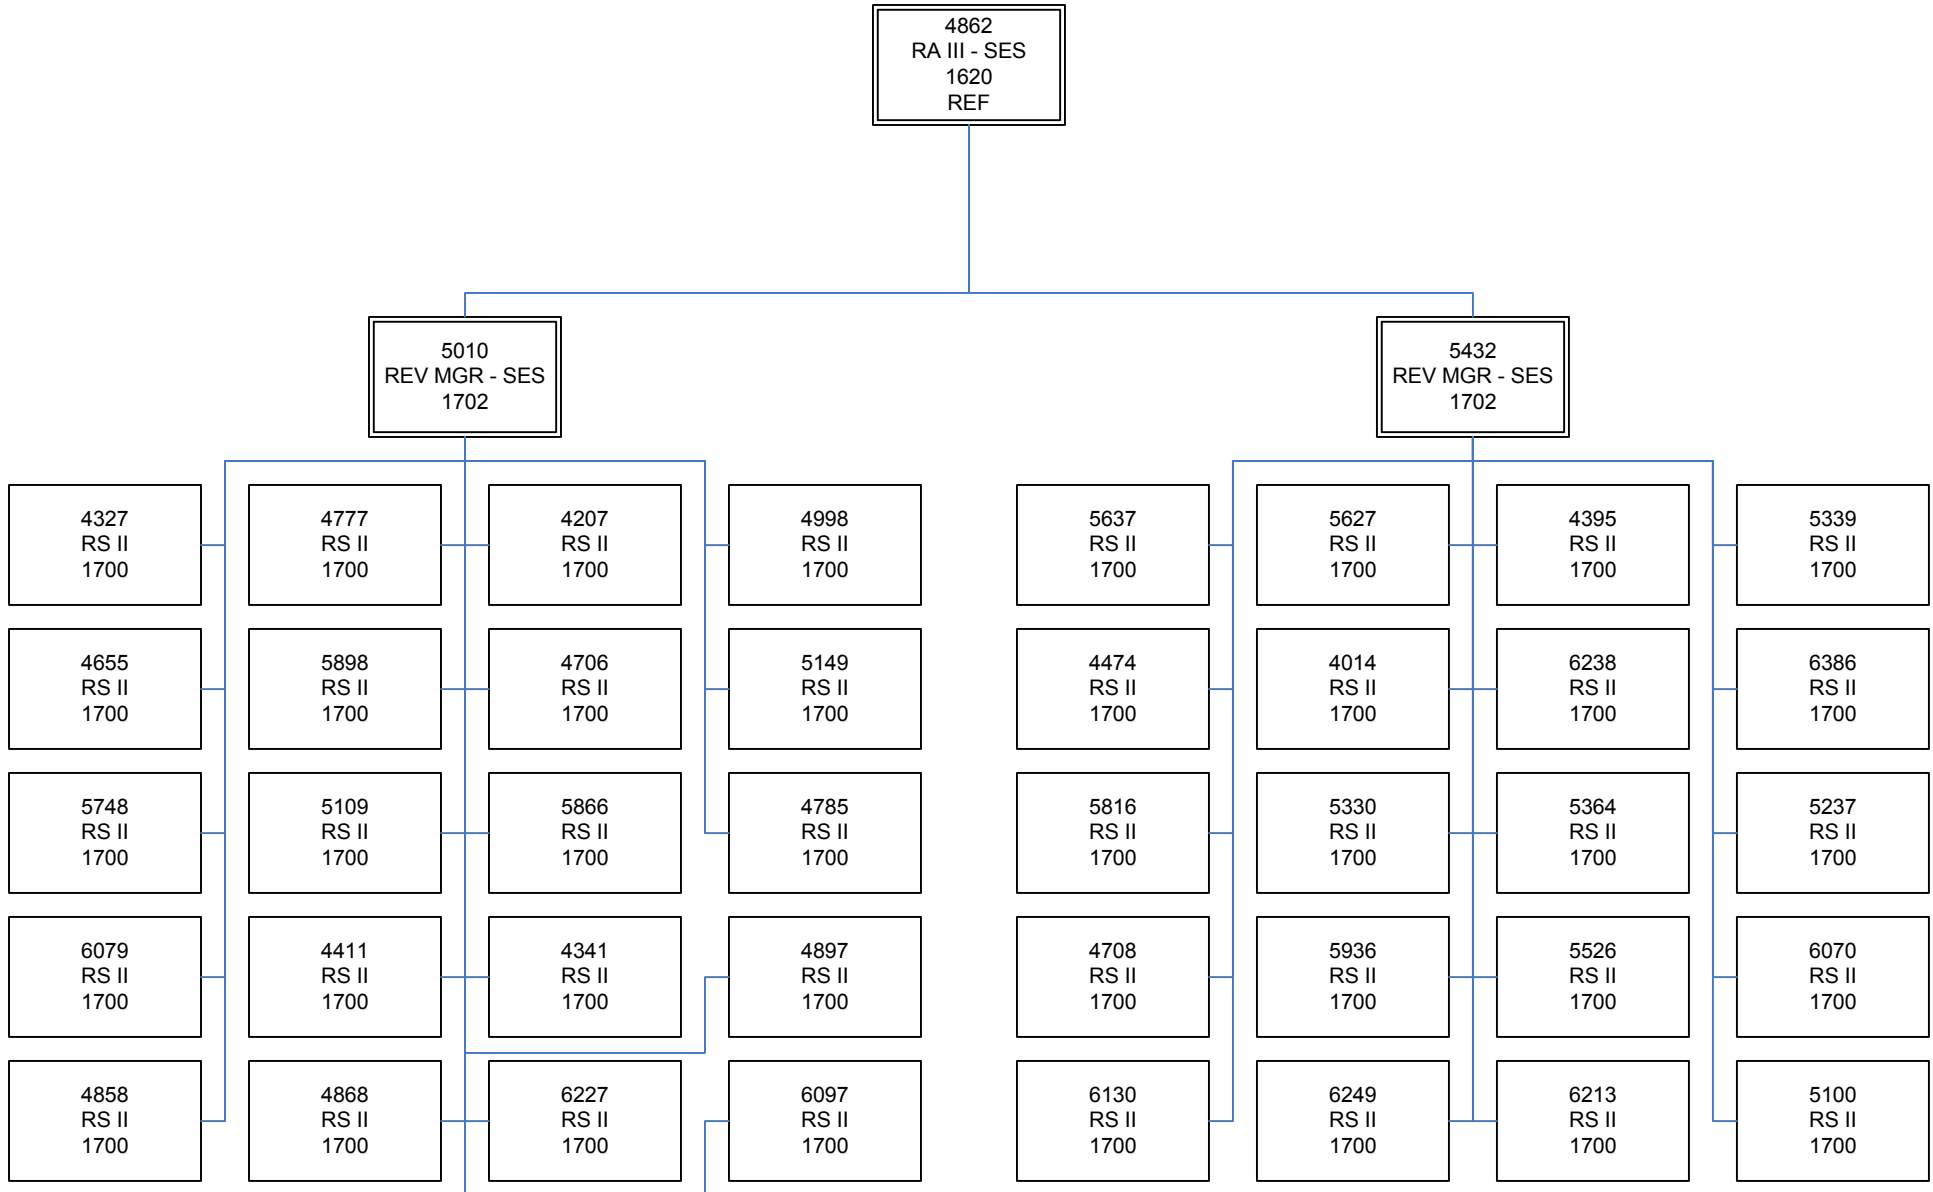 4862
RA III - SES
1620
REF
5010
REV MGR - SES
1702
5432
REV MGR - SES
1702
4327
RS II
1700
4777
RS II
1700
4207
RS II
1700
4998
RS II
1700
5637
RS II
1700
5627
RS II
1700
4395
RS II
1700
5339
RS II
1700
4655
RS II
1700
5898
RS II
1700
4706
RS II
1700
5149
RS II
1700
4474
RS II
1700
4014
RS II
1700
6238
RS II
1700
6386
RS II
1700
5748
RS II
1700
5109
RS II
1700
5866
RS II
1700
4785
RS II
1700
5816
RS II
1700
5330
RS II
1700
5364
RS II
1700
5237
RS II
1700
6079
RS II
1700
4411
RS II
1700
4341
RS II
1700
4897
RS II
1700
4708
RS II
1700
5936
RS II
1700
5526
RS II
1700
6070
RS II
1700
4858
RS II
1700
4868
RS II
1700
6227
RS II
1700
6097
RS II
1700
6130
RS II
1700
6249
RS II
1700
6213
RS II
1700
5100
RS II
1700